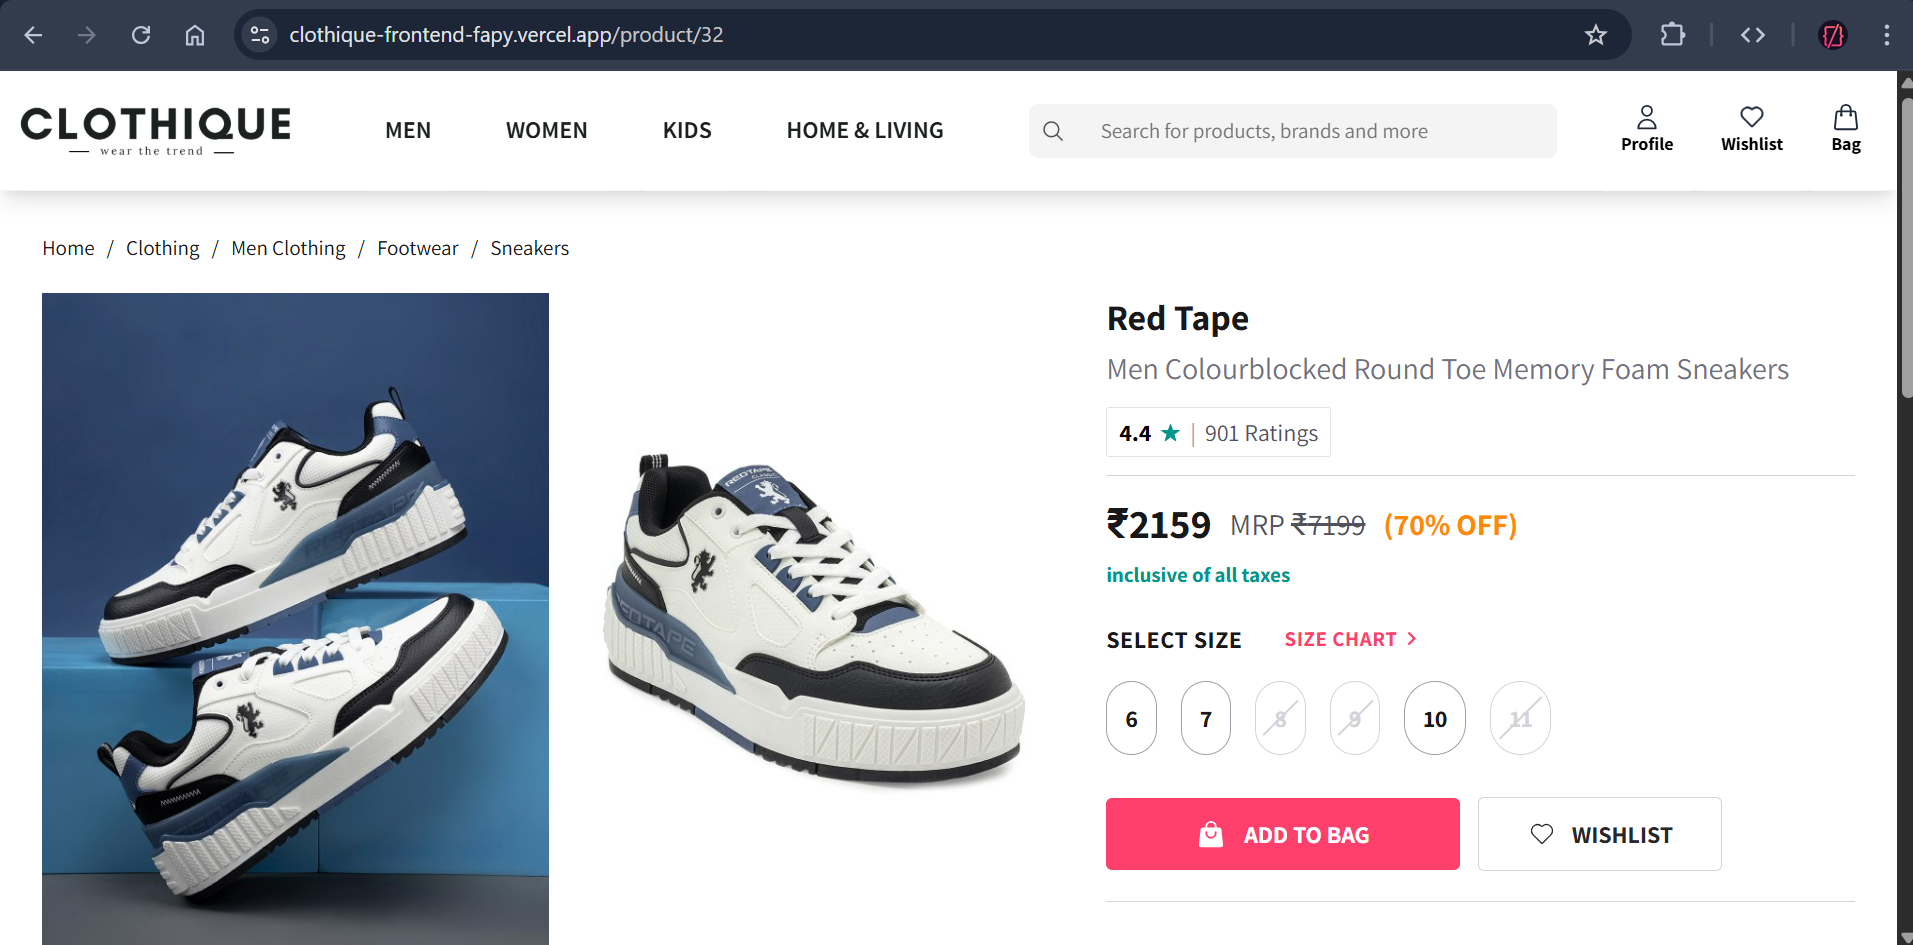 clothique-frontend-fapy.vercel.app/product/32
CLOTHIQUE
wear the trend
MEN
WOMEN
KIDS
HOME & LIVING
Search for products, brands and more
Profile
Wishlist
Bag
Home / Clothing / Men Clothing / Footwear / Sneakers
Red Tape
Men Colourblocked Round Toe Memory Foam Sneakers
4.4 ★ | 901 Ratings
₹2159 MRP ₹7199 (70% OFF)
inclusive of all taxes
SELECT SIZE
SIZE CHART >
6 7 8 9 10 11
ADD TO BAG
WISHLIST
REDTAPE
CLASSIC
REDTAPE